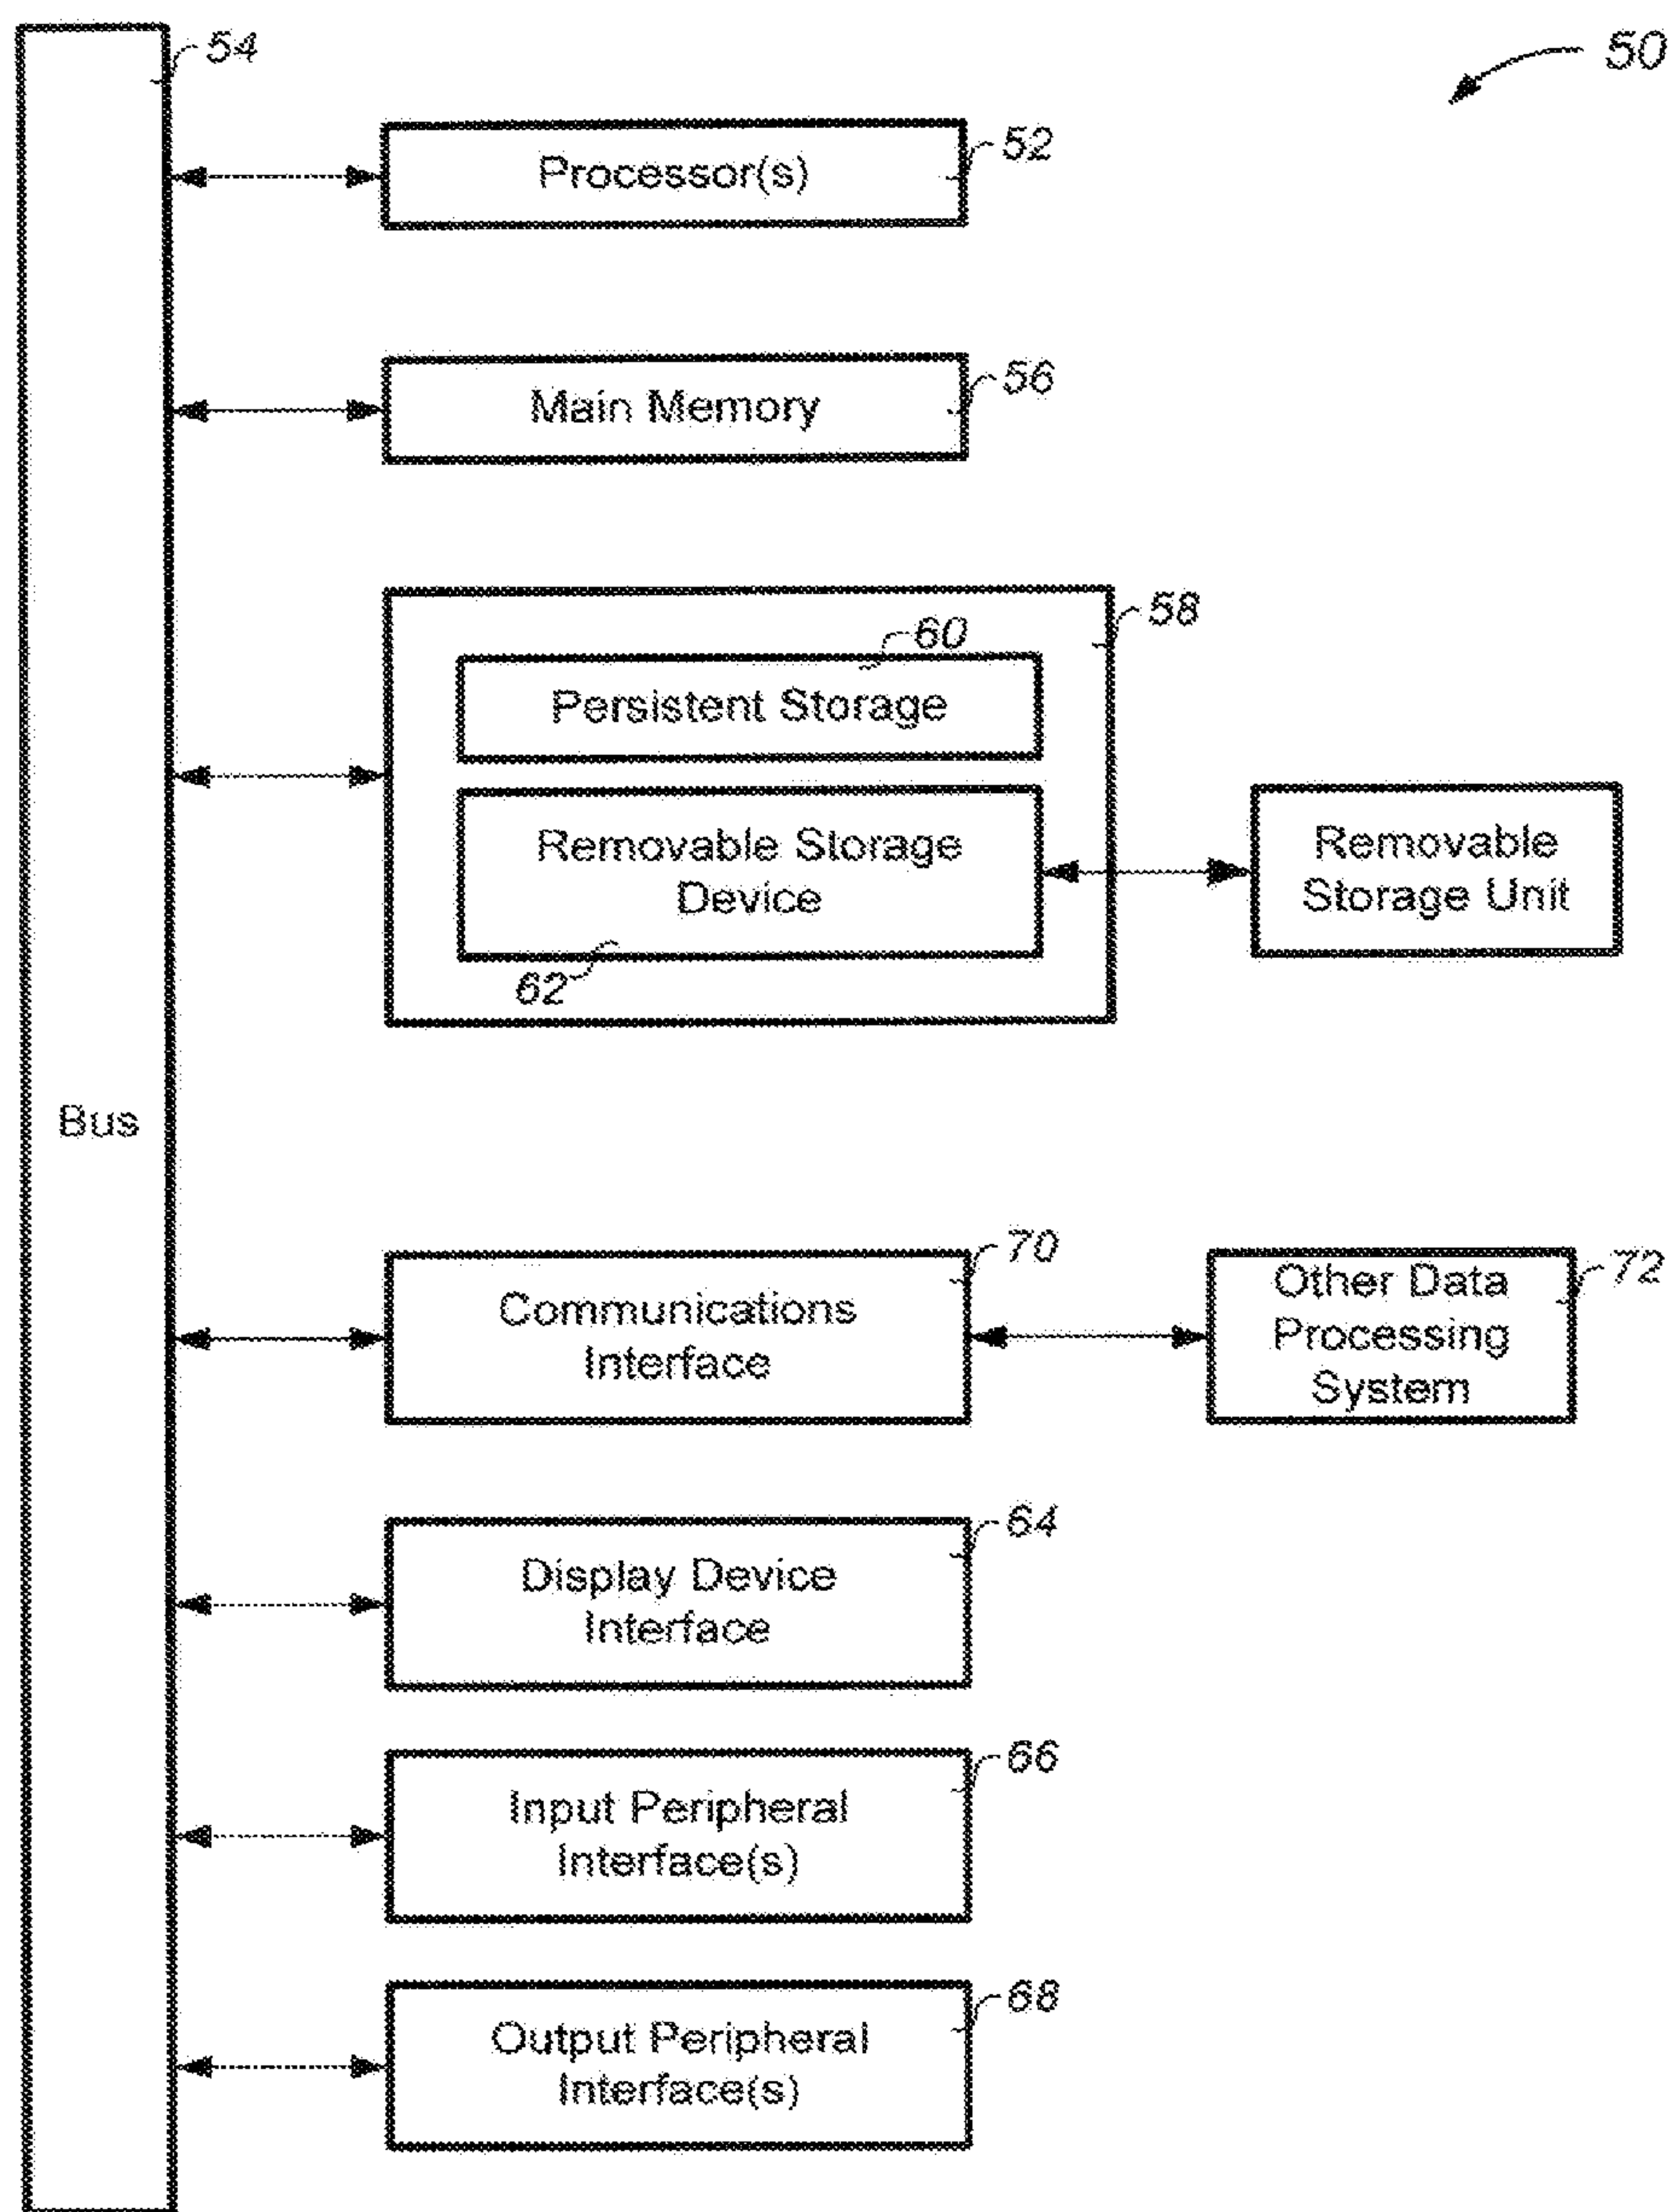 54
50
Processor(s)
52
Main Memory
56
58
60
Persistent Storage
Removable Storage
Device
62
Removable
Storage Unit
Bus
70
Communications
Interface
Other Data
Processing
System
72
64
Display Device
Interface
66
Input Peripheral
Interface(s)
68
Output Peripheral
Interface(s)